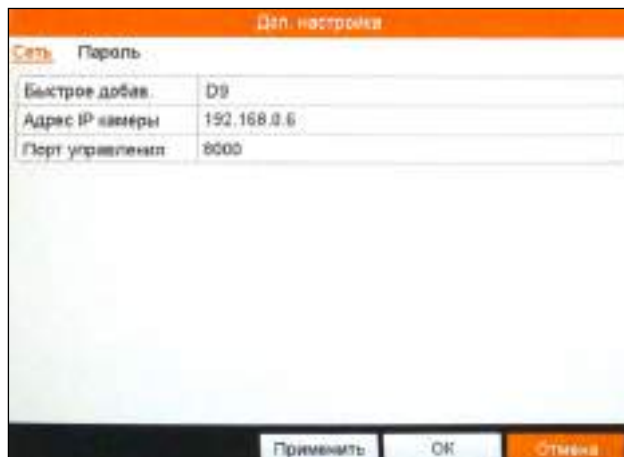 Доп. настройка
Сеть Пароль
Быстрое добав. D9
Адрес IP камеры 192.168.0.6
Порт управления 8000
Применить OK Отмена